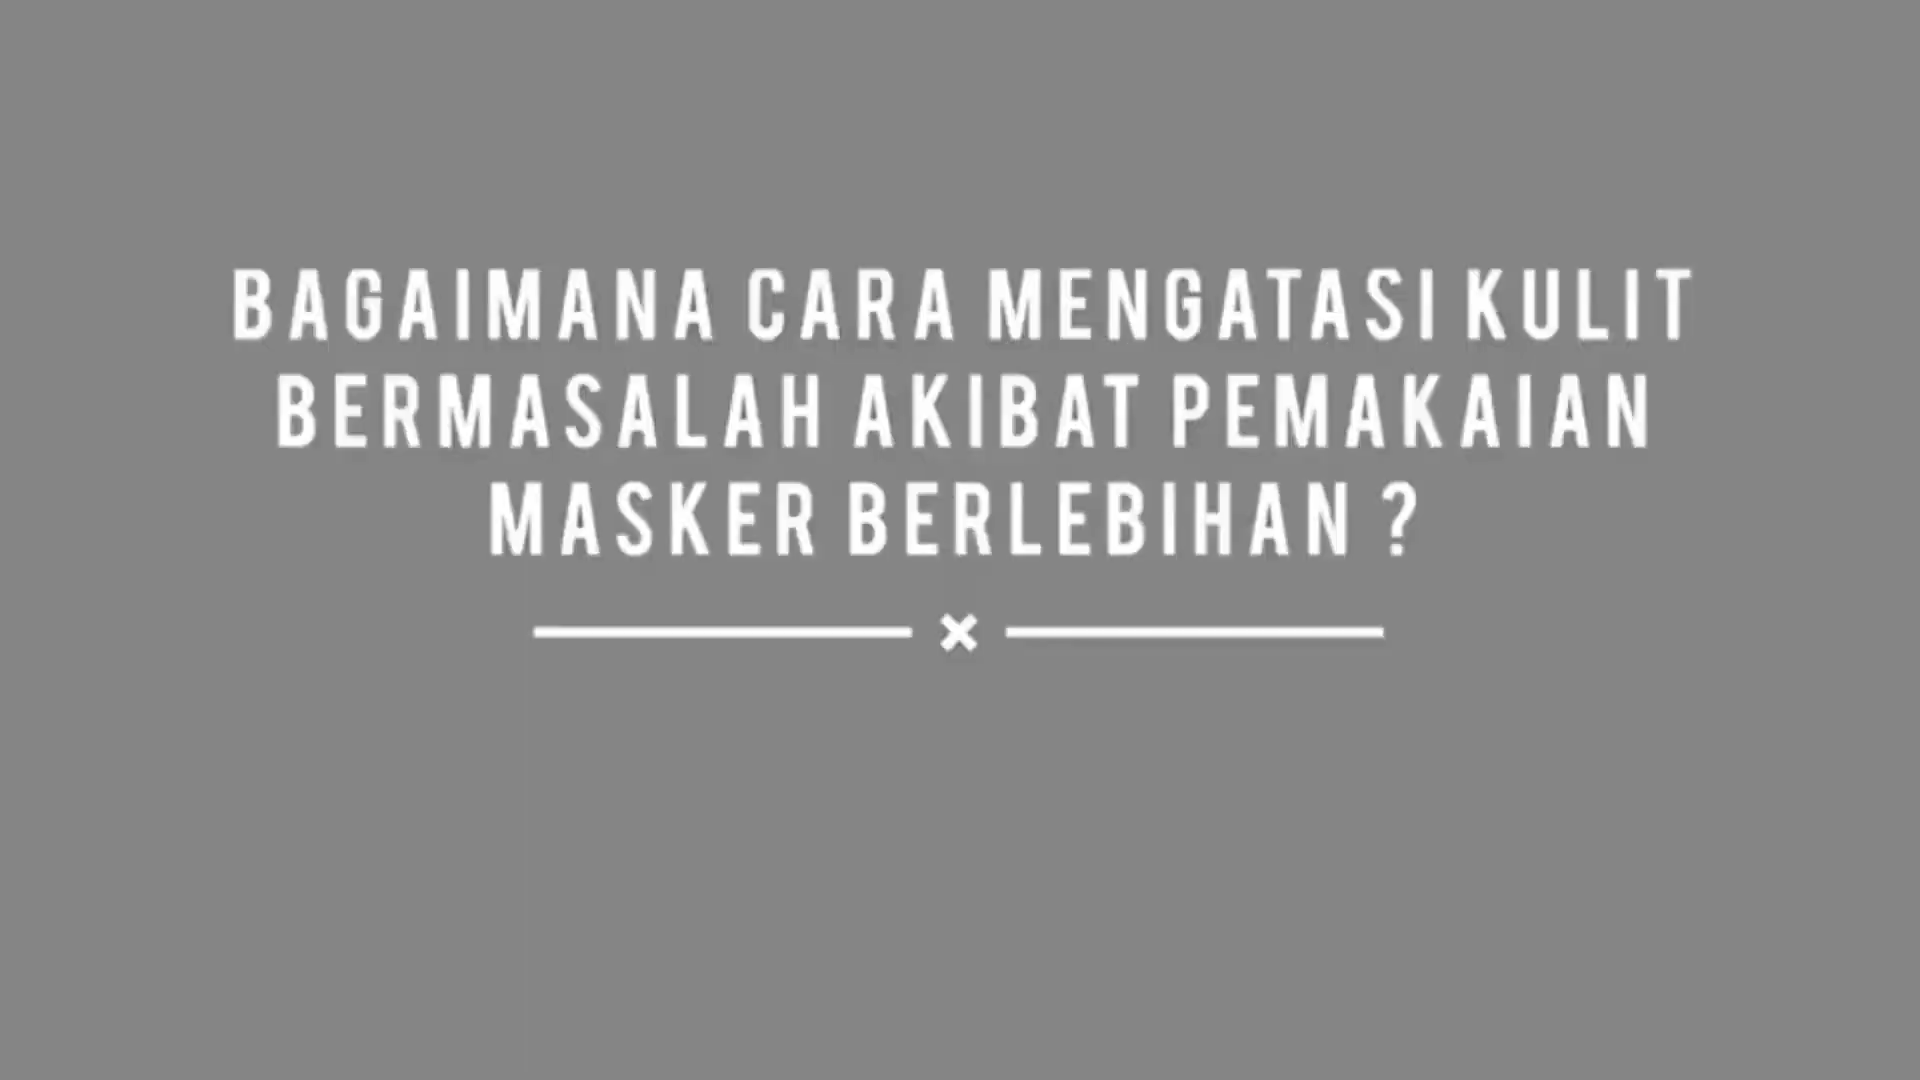 BAGAIMANA CARA MENGATASI KULIT
BERMASALAH AKIBAT PEMAKAIAN
MASKER BERLEBIHAN ?